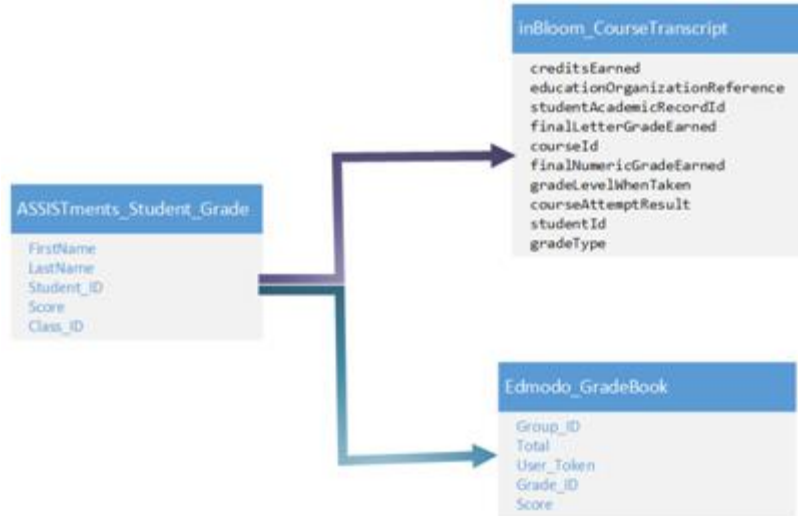 inBloom_CourseTranscript
creditsEarned
educationOrganizationReference
studentAcademicRecordId
finalLetterGradeEarned
courseId
finalNumericGradeEarned
gradeLevelWhenTaken
courseAttemptResult
studentId
gradeType
ASSISTments_Student_Grade
FirstName
LastName
Student_ID
Score
Class_ID
Edmodo_GradeBook
Group_ID
Total
User_Token
Grade_ID
Score